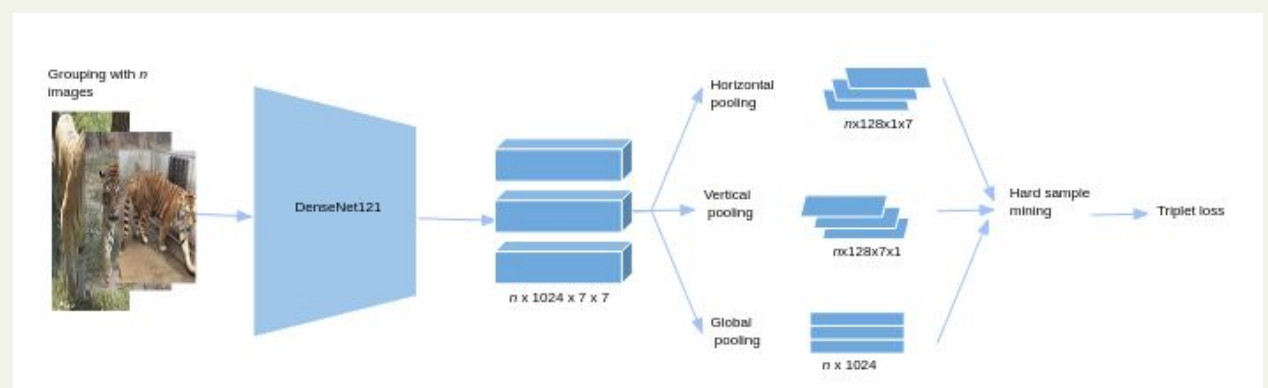 Grouping with n
images
DenseNet121
n x 1024 x 7 x 7
Horizontal
pooling
nx128x1x7
Vertical
pooling
nx128x7x1
Global
pooling
n x 1024
Hard sample
mining
Triplet loss